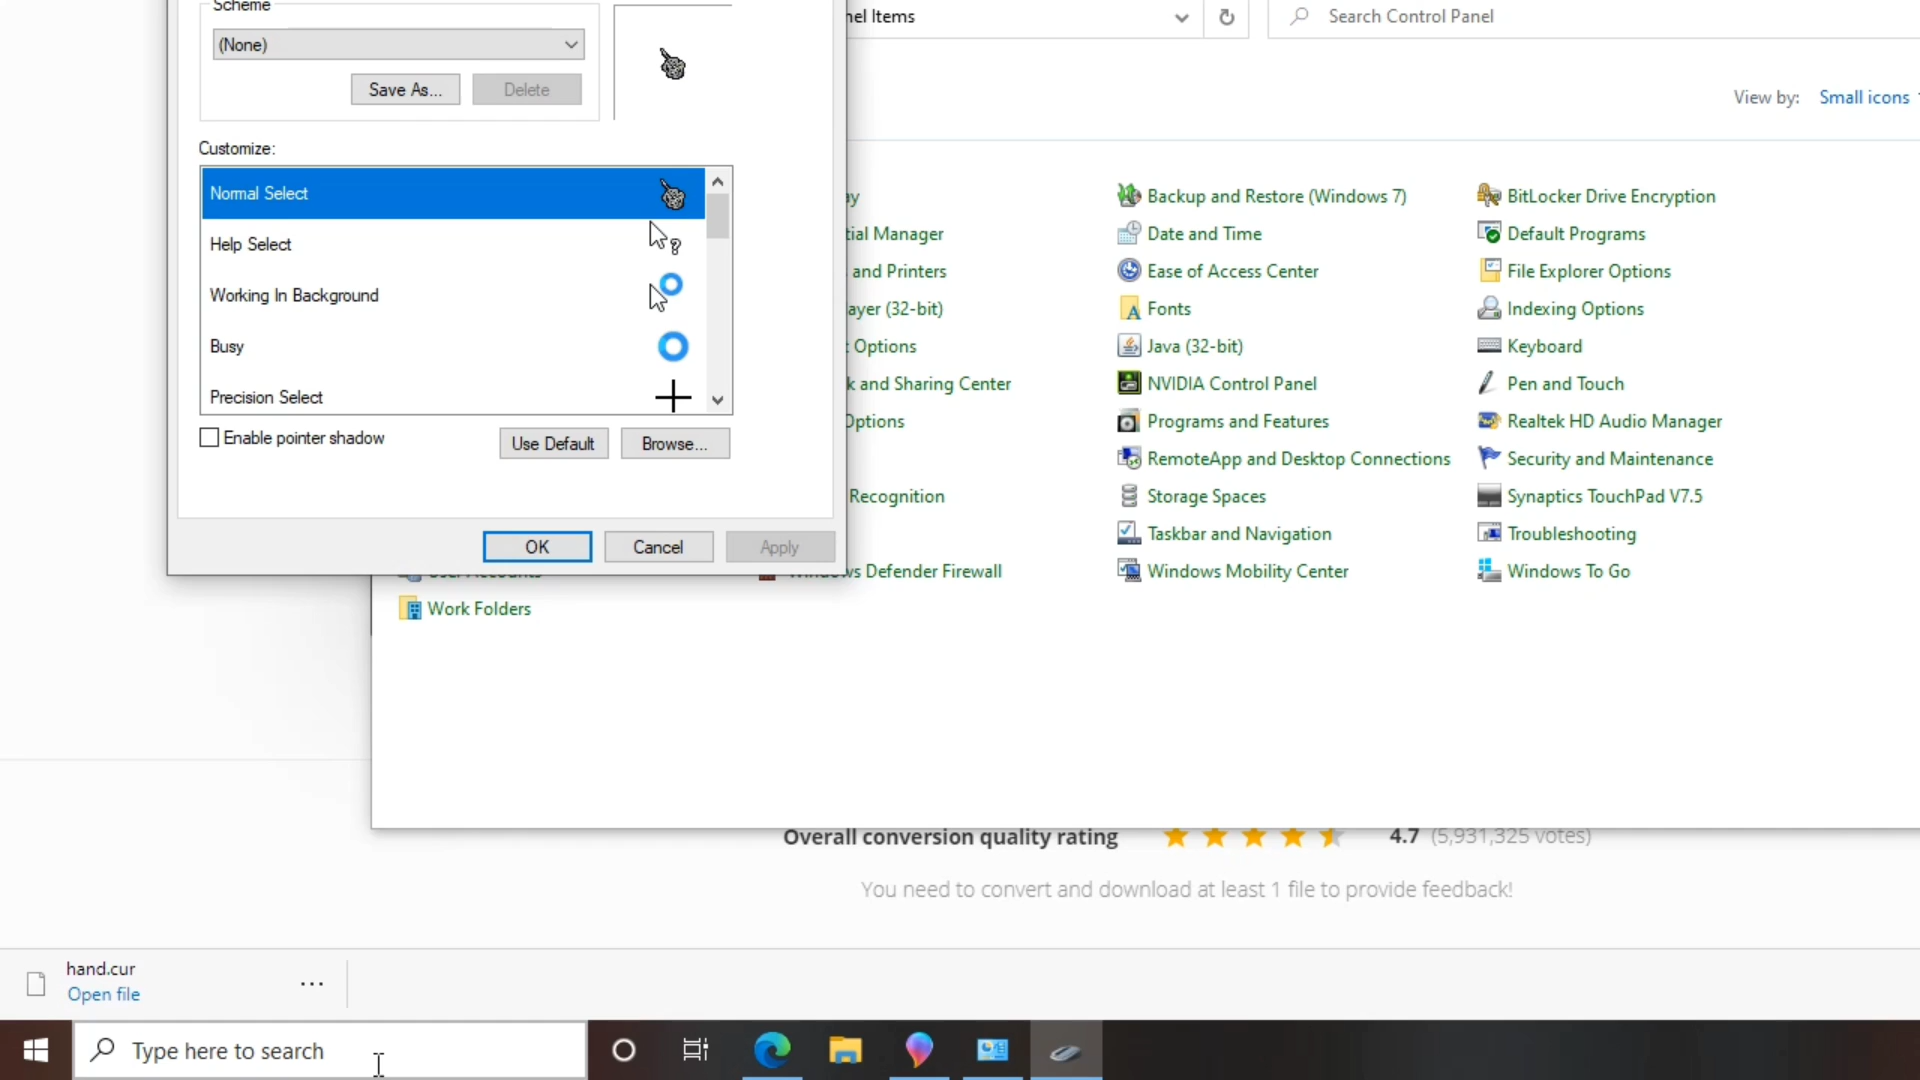 Scheme
nel Items
Search Control Panel
(None)
Save As...
Delete
View by:
Small icons
Customize:
Normal Select
Help Select
Working In Background
Busy
Precision Select
Enable pointer shadow
Use Default
Browse...
OK
Cancel
Apply
ay
Backup and Restore (Windows 7)
BitLocker Drive Encryption
tial Manager
Date and Time
Default Programs
and Printers
Ease of Access Center
File Explorer Options
ayer (32-bit)
Fonts
Indexing Options
t Options
Java (32-bit)
Keyboard
k and Sharing Center
NVIDIA Control Panel
Pen and Touch
Options
Programs and Features
Realtek HD Audio Manager
RemoteApp and Desktop Connections
Security and Maintenance
Recognition
Storage Spaces
Synaptics TouchPad V7.5
Taskbar and Navigation
Troubleshooting
User Accounts
Windows Defender Firewall
Windows Mobility Center
Windows To Go
Work Folders
Overall conversion quality rating
4.7 (5,931,325 votes)
You need to convert and download at least 1 file to provide feedback!
hand.cur
Open file
...
Type here to search